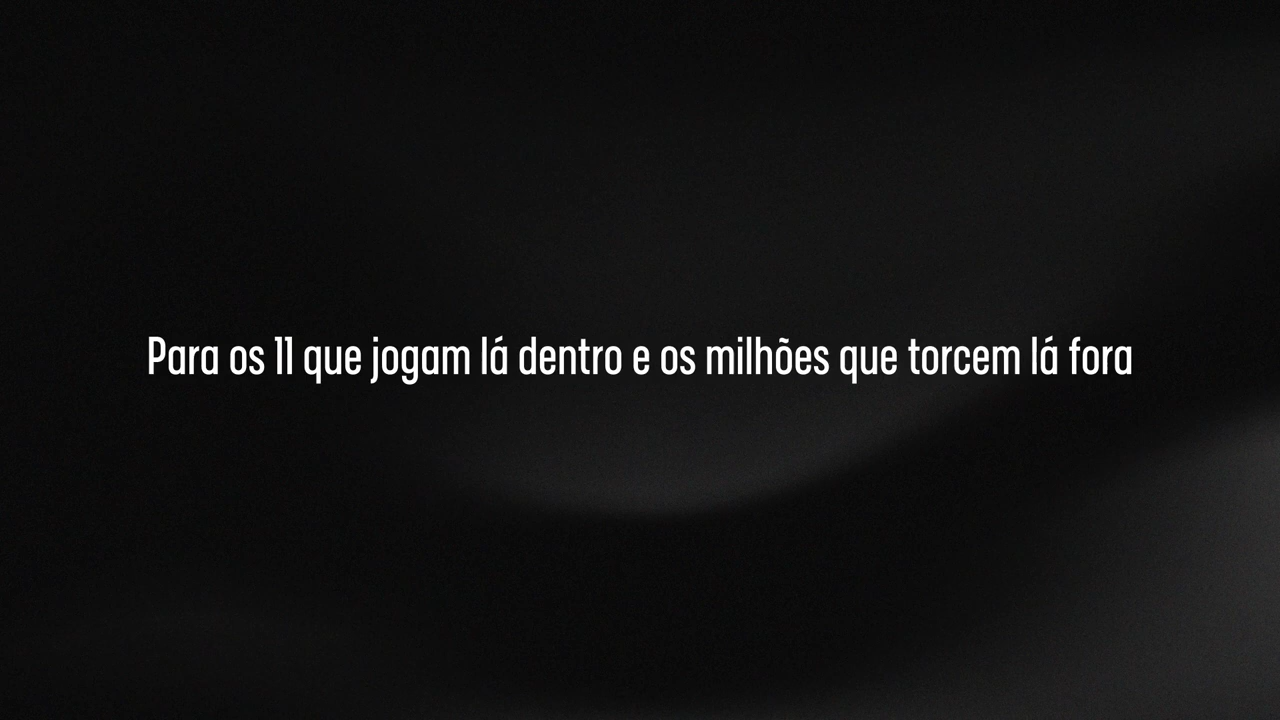 Para os 11 que jogam lá dentro e os milhões que torcem lá fora